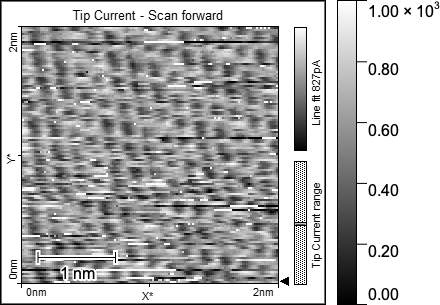 Tip Current - Scan forward
2nm
Y*
0nm
1 nm
0nm
X*
2nm
Line fit 827pA
Tip Current range
1.00 × 10³
0.80
0.60
0.40
0.20
0.00